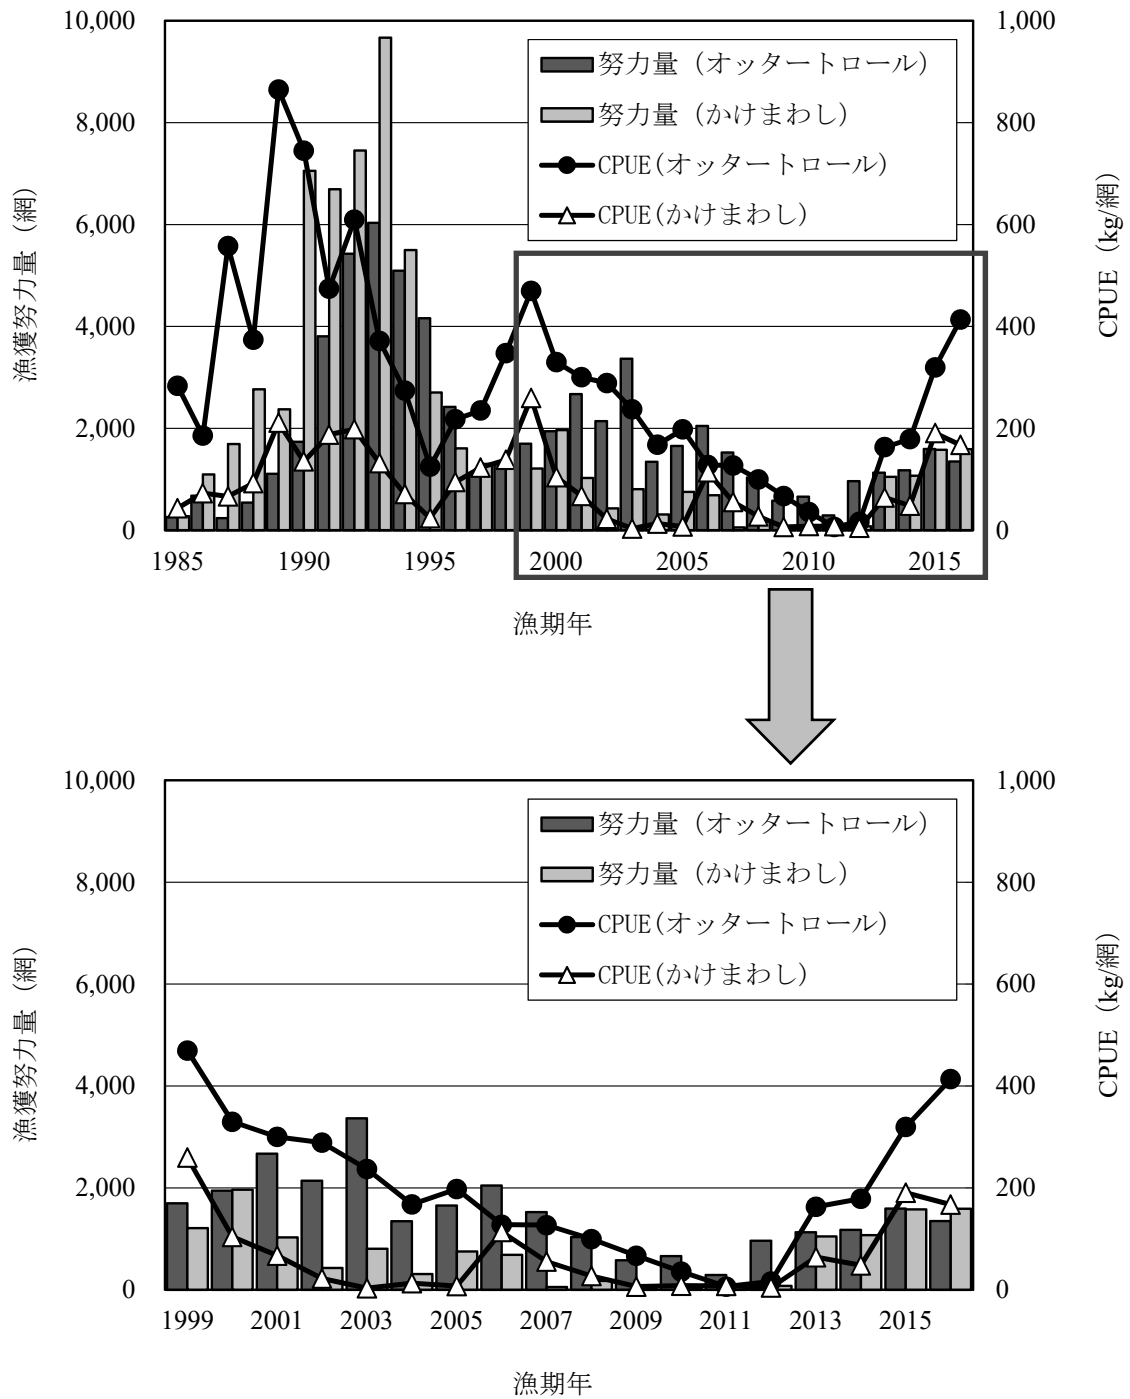 10,000
8,000
6,000
4,000
2,000
0
漁獲努力量（網）
1,000
800
600
400
200
0
CPUE（kg/網）
努力量（オッタートロール）
努力量（かけまわし）
CPUE(オッタートロール)
CPUE(かけまわし)
1985 1990 1995 2000 2005 2010 2015
漁期年
10,000
8,000
6,000
4,000
2,000
0
漁獲努力量（網）
1,000
800
600
400
200
0
CPUE（kg/網）
努力量（オッタートロール）
努力量（かけまわし）
CPUE(オッタートロール)
CPUE(かけまわし)
1999 2001 2003 2005 2007 2009 2011 2013 2015
漁期年